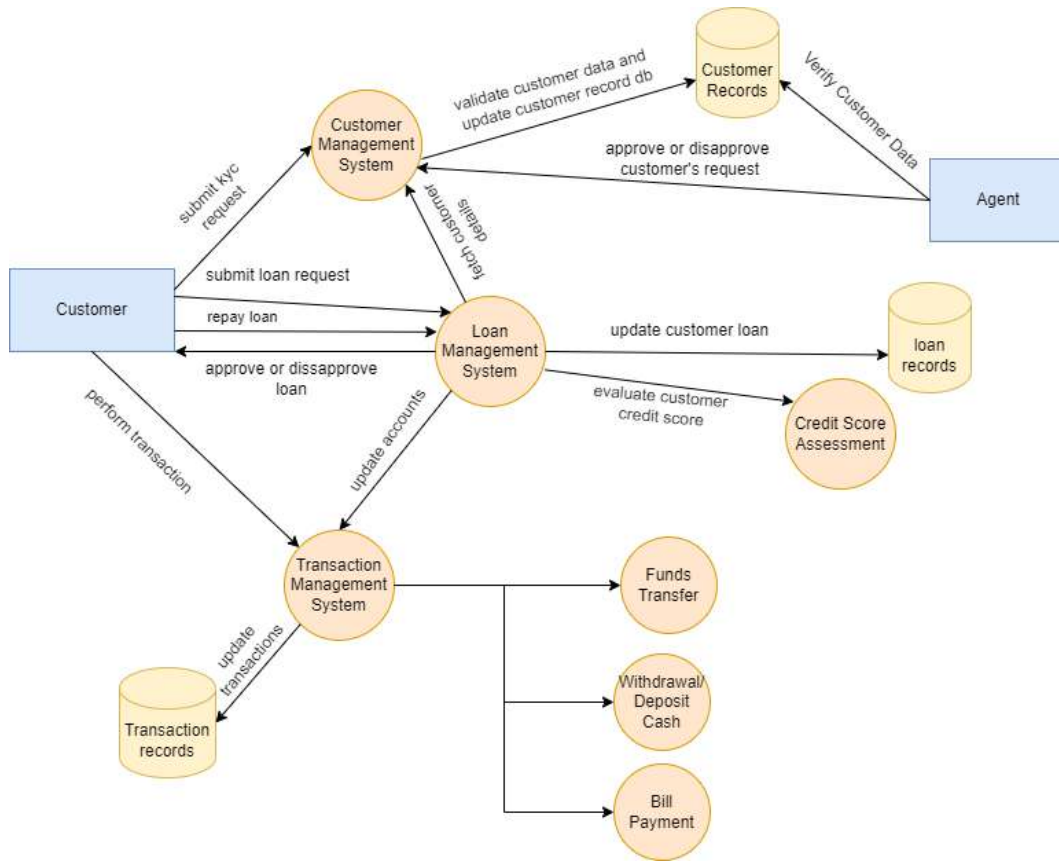 Customer
Records
validate customer data and
update customer record db
Verify Customer Data
Customer
Management
System
approve or disapprove
customer's request
Agent
submit kyc
request
fetch customer
details
Customer
submit loan request
repay loan
approve or dissapprove
loan
Loan
Management
System
update customer loan
loan
records
evaluate customer
credit score
Credit Score
Assessment
perform transaction
update accounts
Transaction
Management
System
Funds
Transfer
update
transactions
Transaction
records
Withdrawal/
Deposit
Cash
Bill
Payment